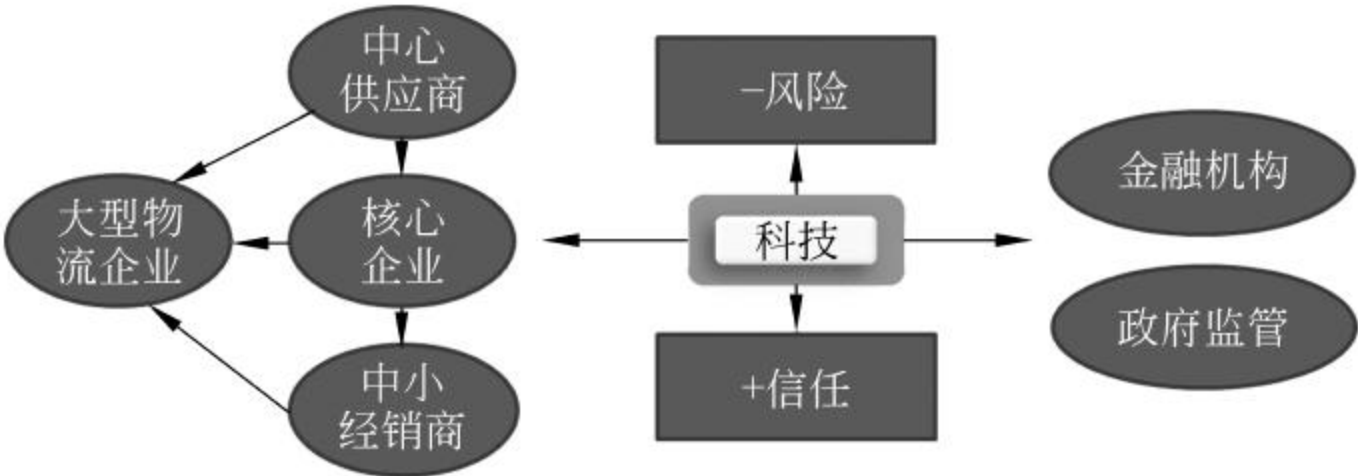 中心
供应商
大型物
流企业
核心
企业
中小
经销商
−风险
科技
+信任
金融机构
政府监管